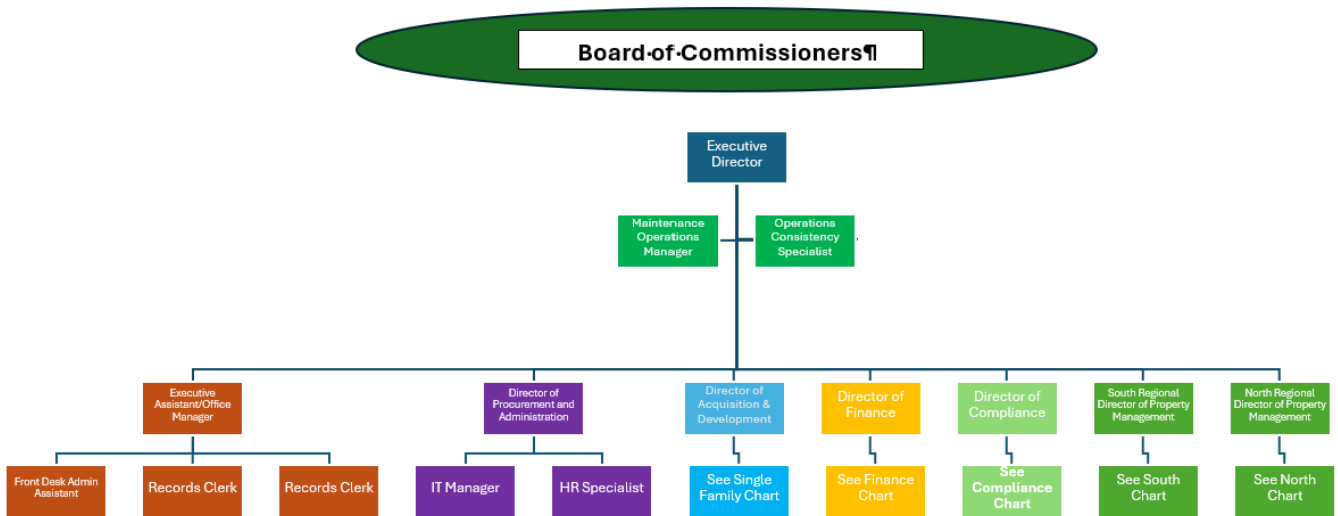 Board·of·Commissioners¶
Executive
Director
Maintenance
Operations
Manager
Operations
Consistency
Specialist
Executive
Assistant/Office
Manager
Director of
Procurement and
Administration
Director of
Acquisition &
Development
Director of
Finance
Director of
Compliance
South Regional
Director of Property
Management
North Regional
Director of Property
Management
Front Desk Admin
Assistant
Records Clerk
Records Clerk
IT Manager
HR Specialist
See Single
Family Chart
See Finance
Chart
See
Compliance
Chart
See South
Chart
See North
Chart